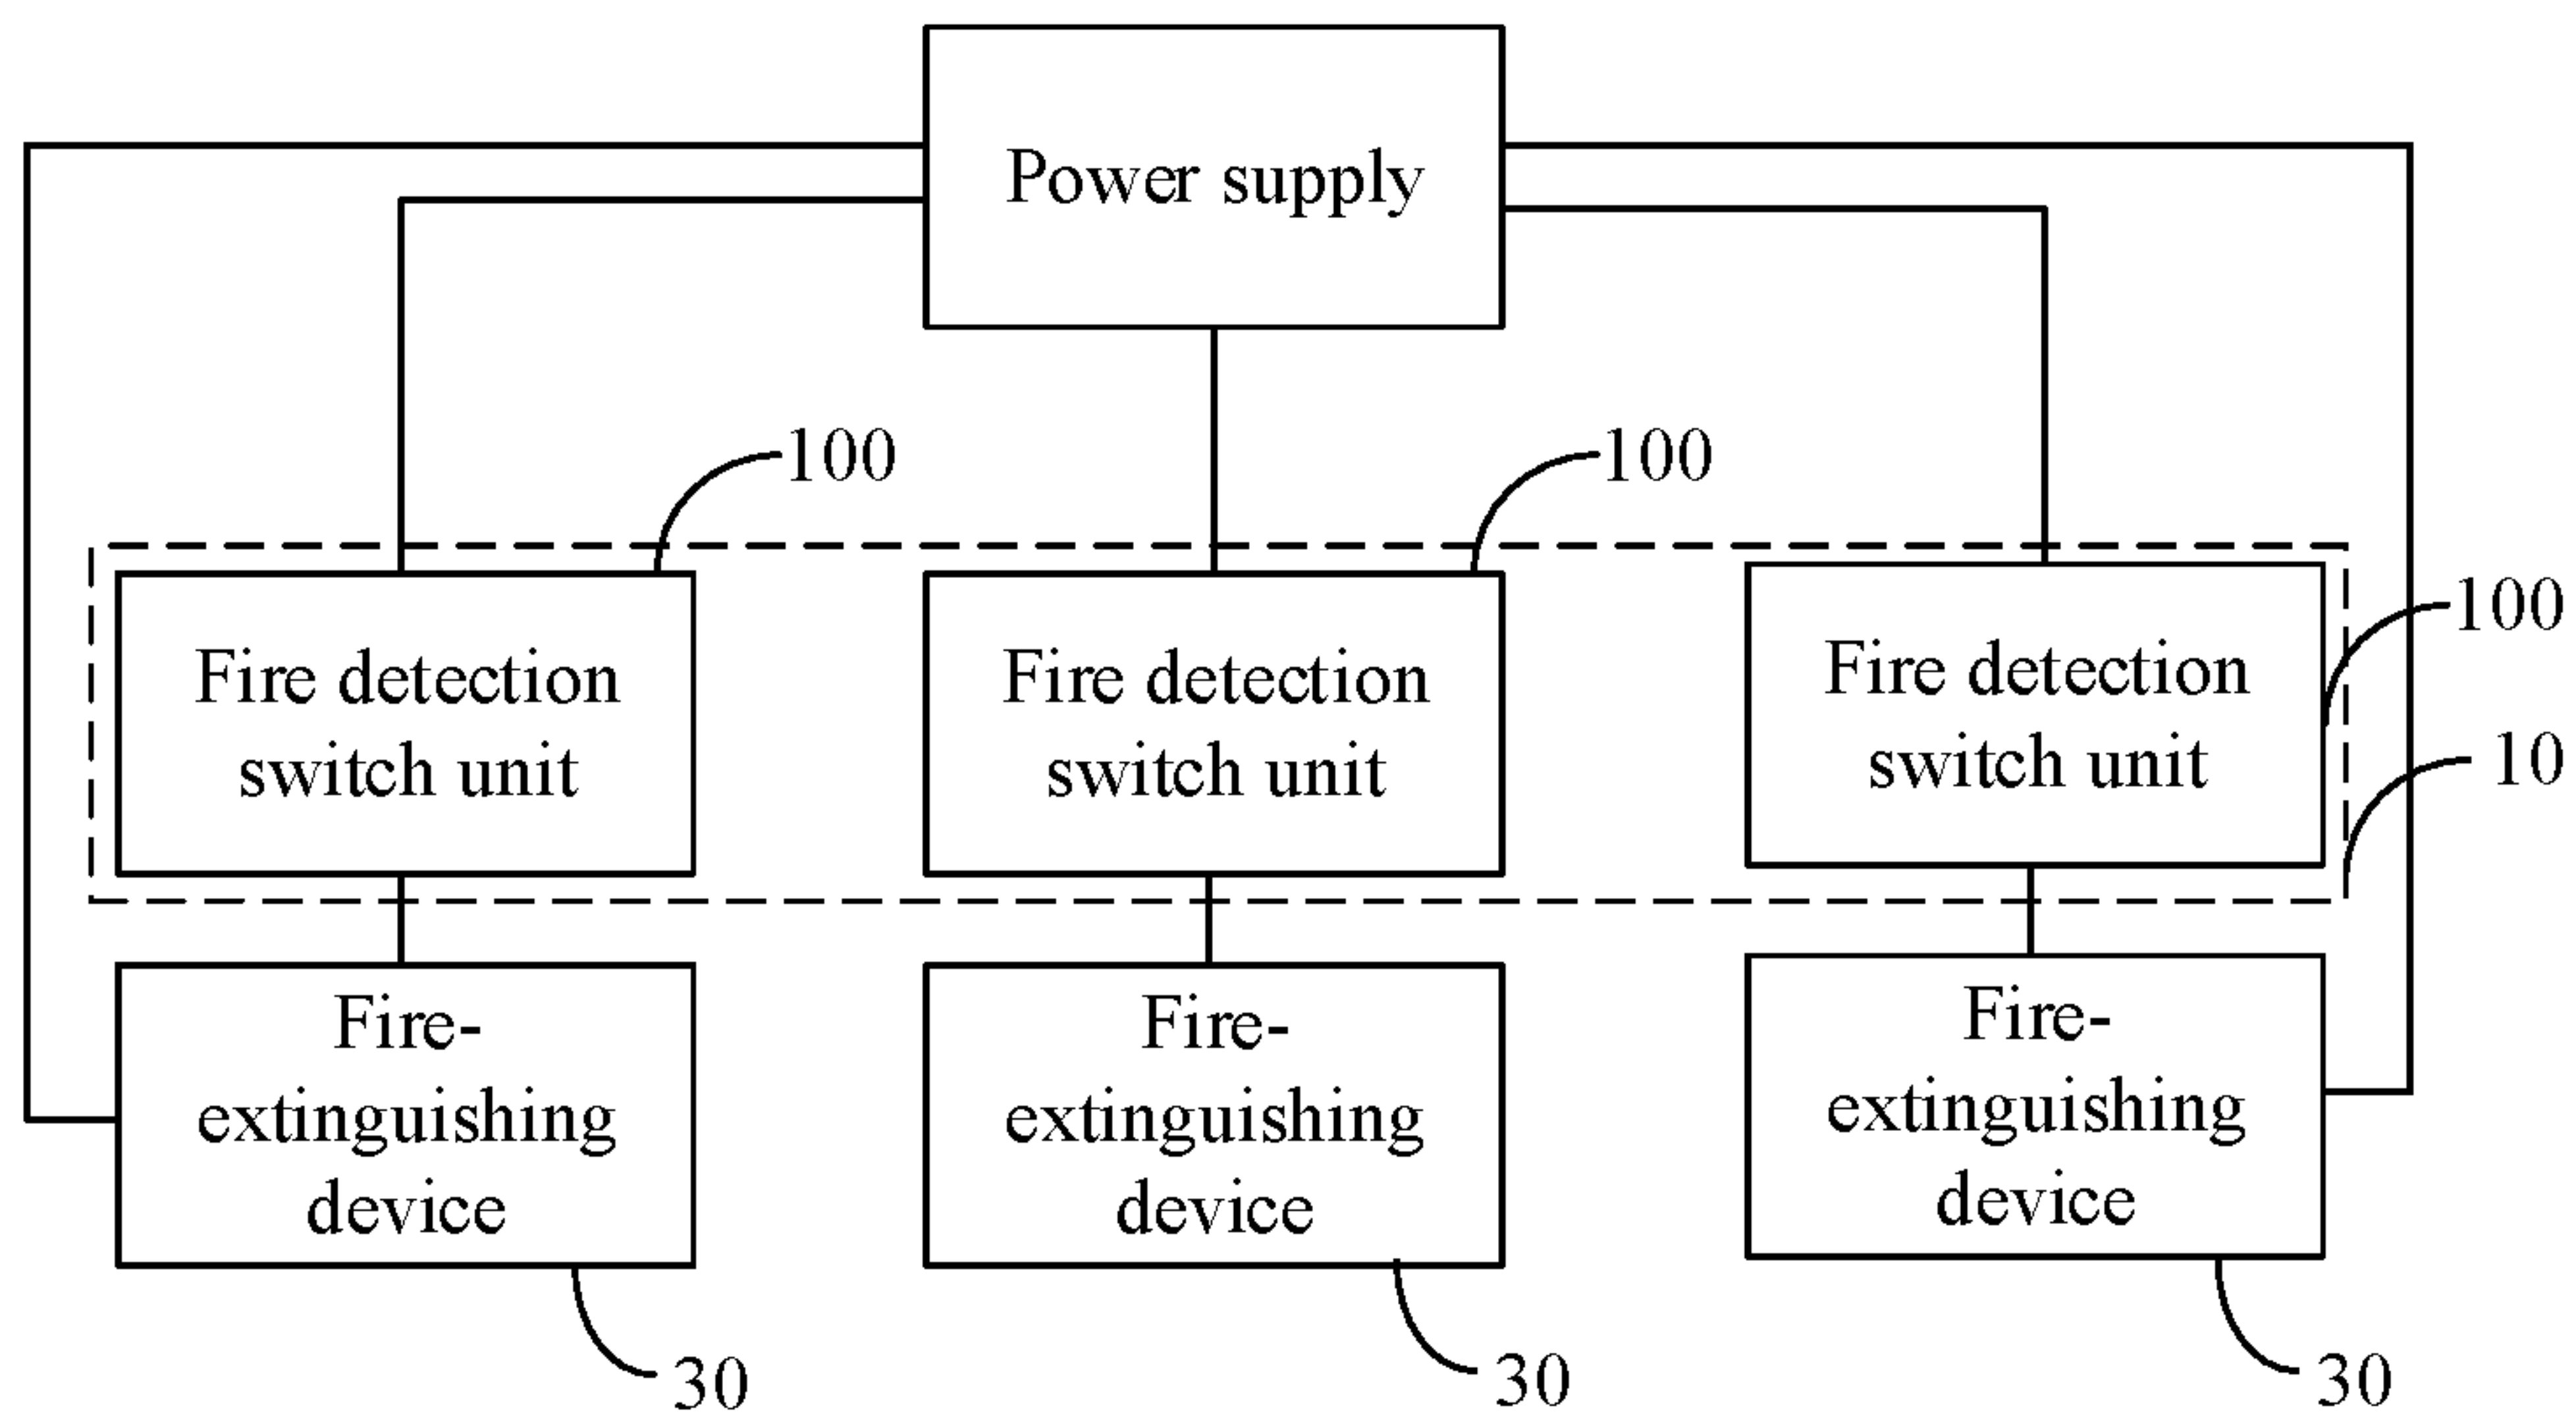 Power supply
100
100
100
Fire detection
switch unit
Fire detection
switch unit
Fire detection
switch unit
10
Fire-
extinguishing
device
Fire-
extinguishing
device
Fire-
extinguishing
device
30
30
30